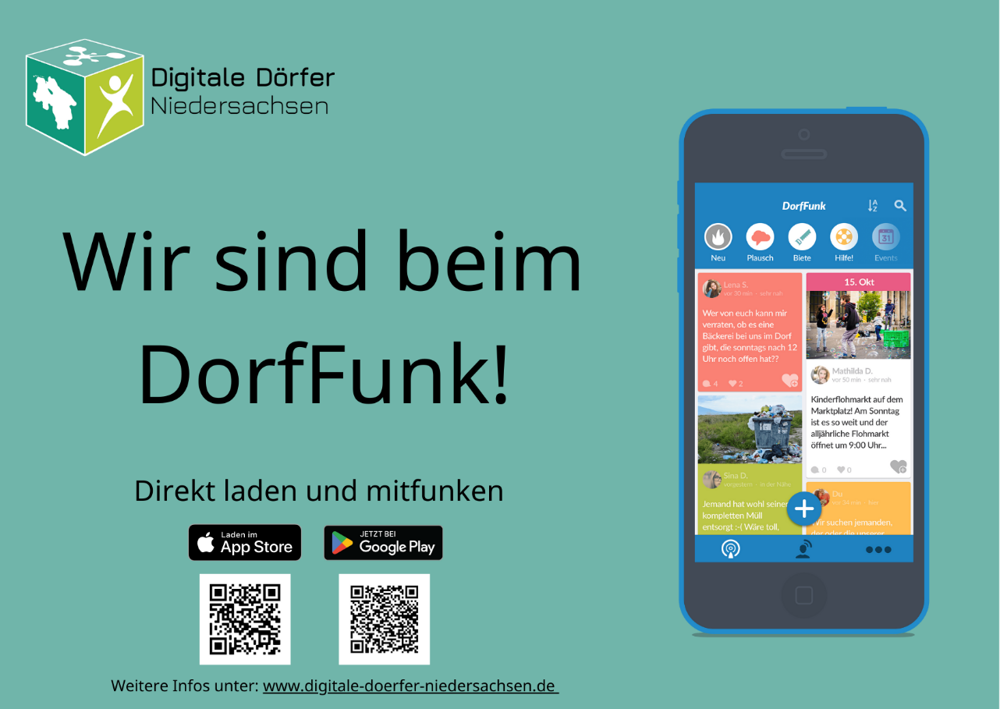 Digitale Dörfer
Niedersachsen
Wir sind beim
DorfFunk!
Direkt laden und mitfunken
Laden im
App Store
JETZT BEI
Google Play
Weitere Infos unter: www.digitale-doerfer-niedersachsen.de
DorfFunk
A
Z
Neu
Plausch
Biete
Hilfe!
31
Events
Lena S.
vor 30 min - sehr nah
Wer von euch kann mir
verraten, ob es eine
Bäckerei bei uns im Dorf
gibt, die sonntags nach 12
Uhr noch offen hat??
4 2
Sina D.
vorgestern - in der Nähe
Jemand hat wohl seinen
kompletten Müll
entsorgt :-( Wäre toll,
15. Okt
Mathilda D.
vor 50 min - sehr nah
Kinderflohmarkt auf dem
Marktplatz! Am Sonntag
ist es so weit und der
alljährliche Flohmarkt
öffnet um 9:00 Uhr...
0 0
Du
vor 34 min - hier
Wir suchen jemanden,
der oder die unserer